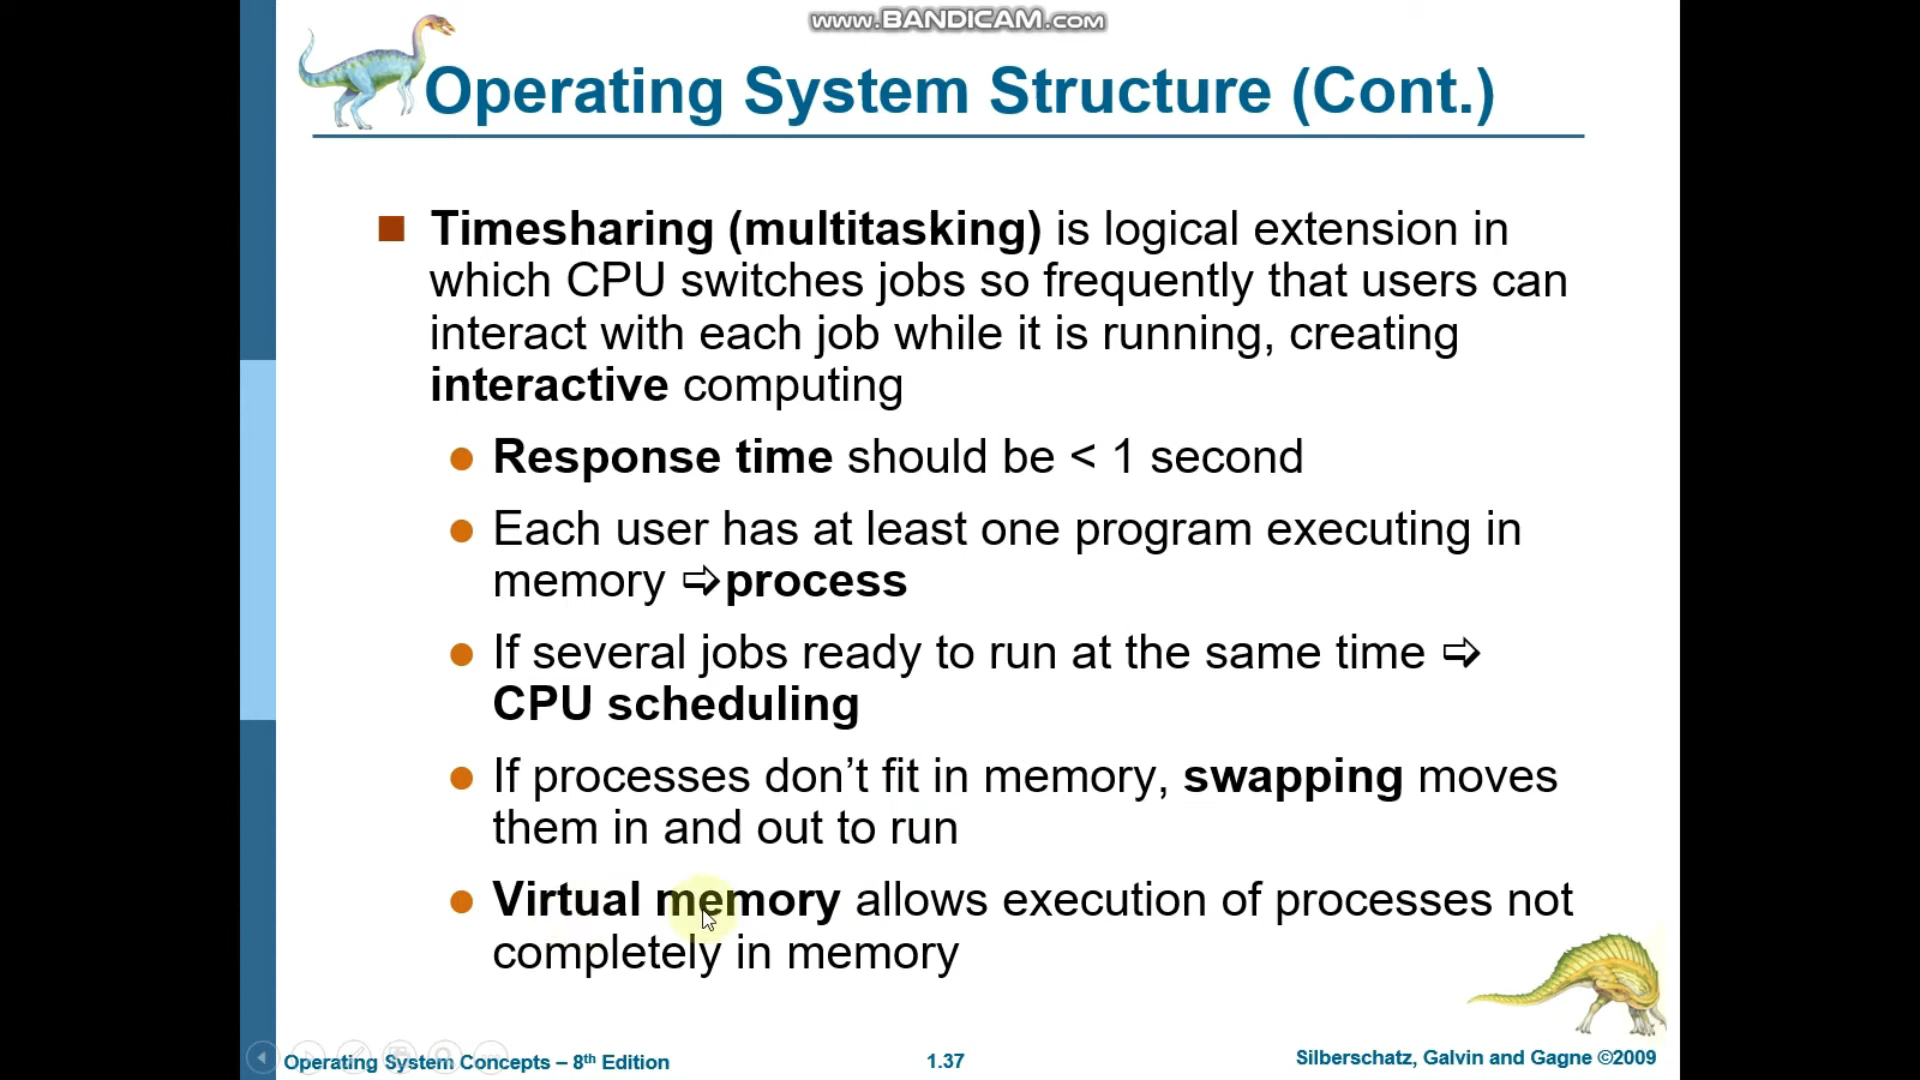 www.BANDICAM.com
Operating System Structure (Cont.)
Timesharing (multitasking) is logical extension in
which CPU switches jobs so frequently that users can
interact with each job while it is running, creating
interactive computing
Response time should be < 1 second
Each user has at least one program executing in
memory ⇨process
If several jobs ready to run at the same time ⇨
CPU scheduling
If processes don’t fit in memory, swapping moves
them in and out to run
Virtual memory allows execution of processes not
completely in memory
Operating System Concepts – 8th Edition
1.37
Silberschatz, Galvin and Gagne ©2009